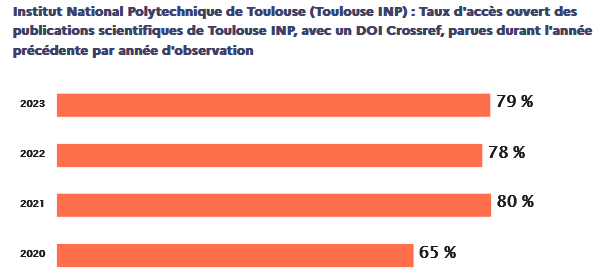 Institut National Polytechnique de Toulouse (Toulouse INP) : Taux d'accès ouvert des
publications scientifiques de Toulouse INP, avec un DOI Crossref, parues durant l'année
précédente par année d'observation
2023 79 %
2022 78 %
2021 80 %
2020 65 %